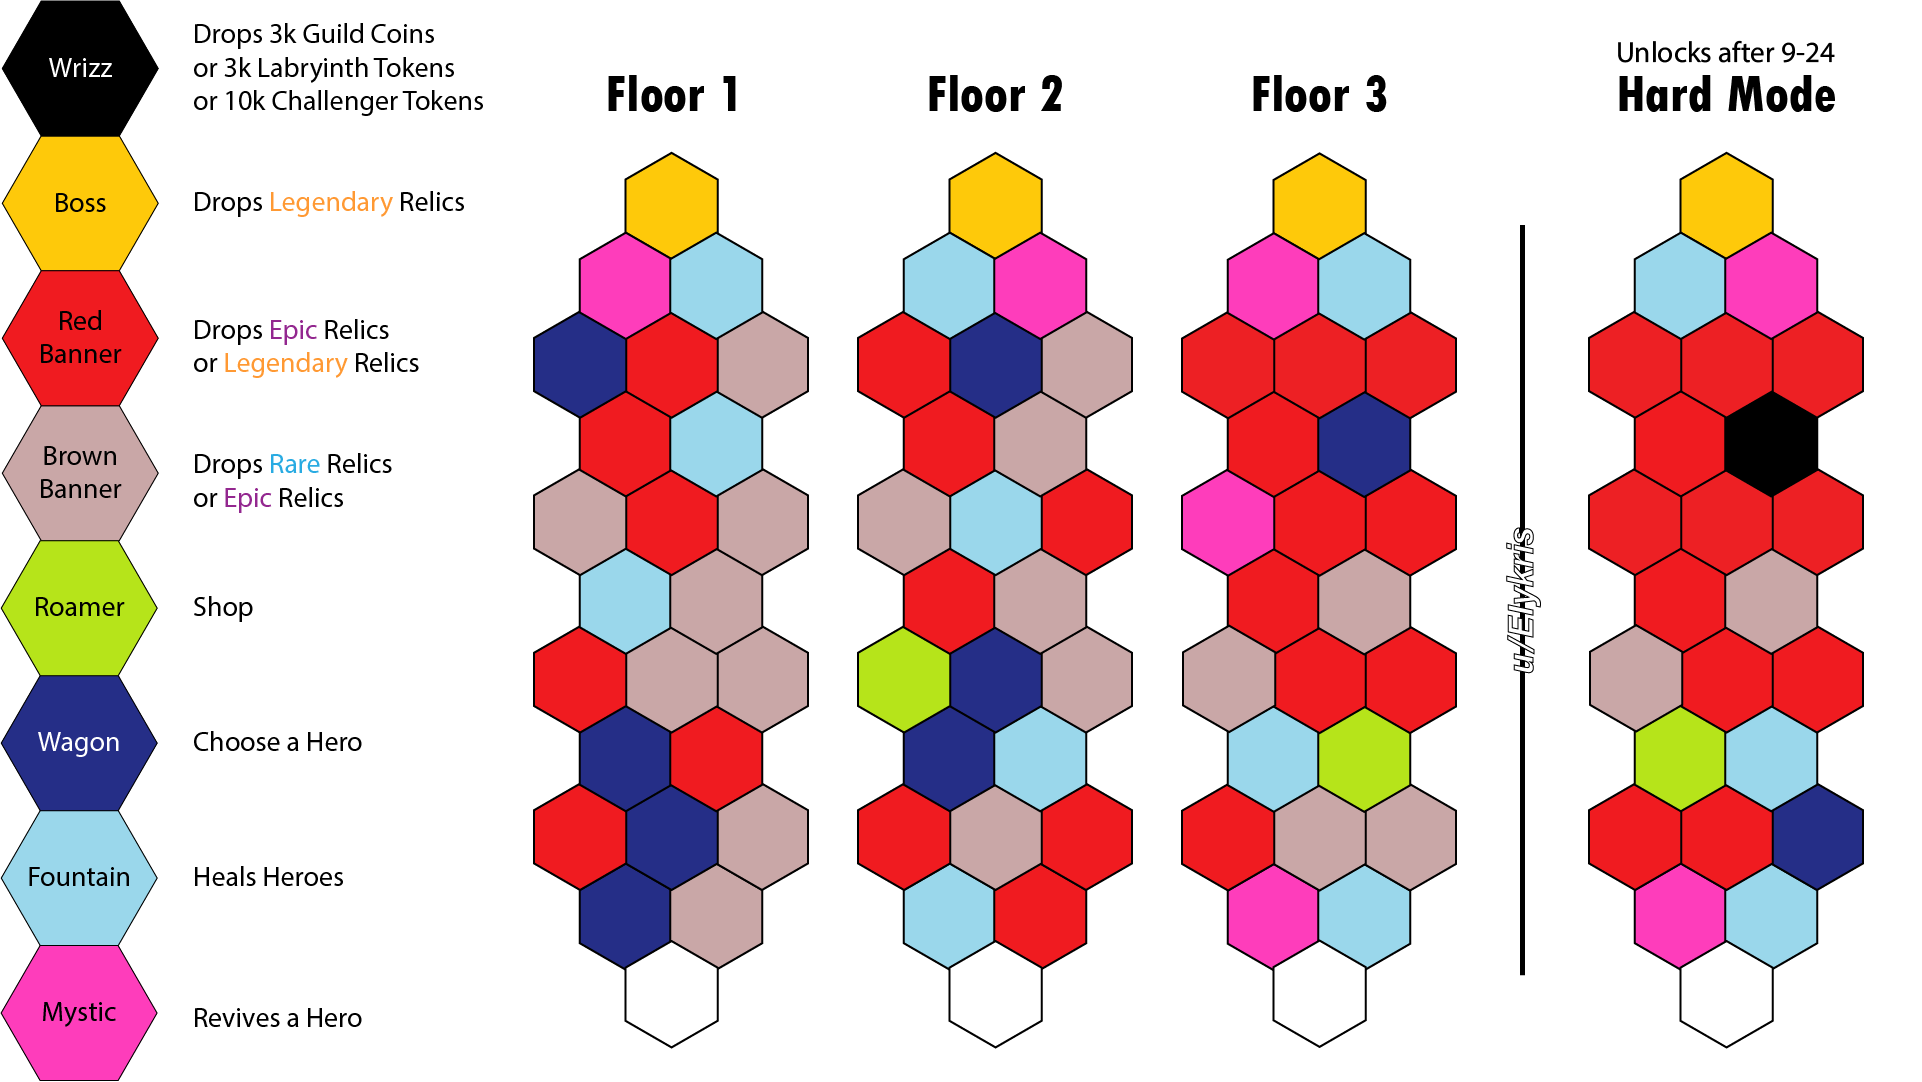 Wrizz
Drops 3k Guild Coins
or 3k Labryinth Tokens
or 10k Challenger Tokens
Boss
Drops Legendary Relics
Red
Banner
Drops Epic Relics
or Legendary Relics
Brown
Banner
Drops Rare Relics
or Epic Relics
Roamer
Shop
Wagon
Choose a Hero
Fountain
Heals Heroes
Mystic
Revives a Hero
Floor 1
Floor 2
Floor 3
u/Elykris
Unlocks after 9-24
Hard Mode